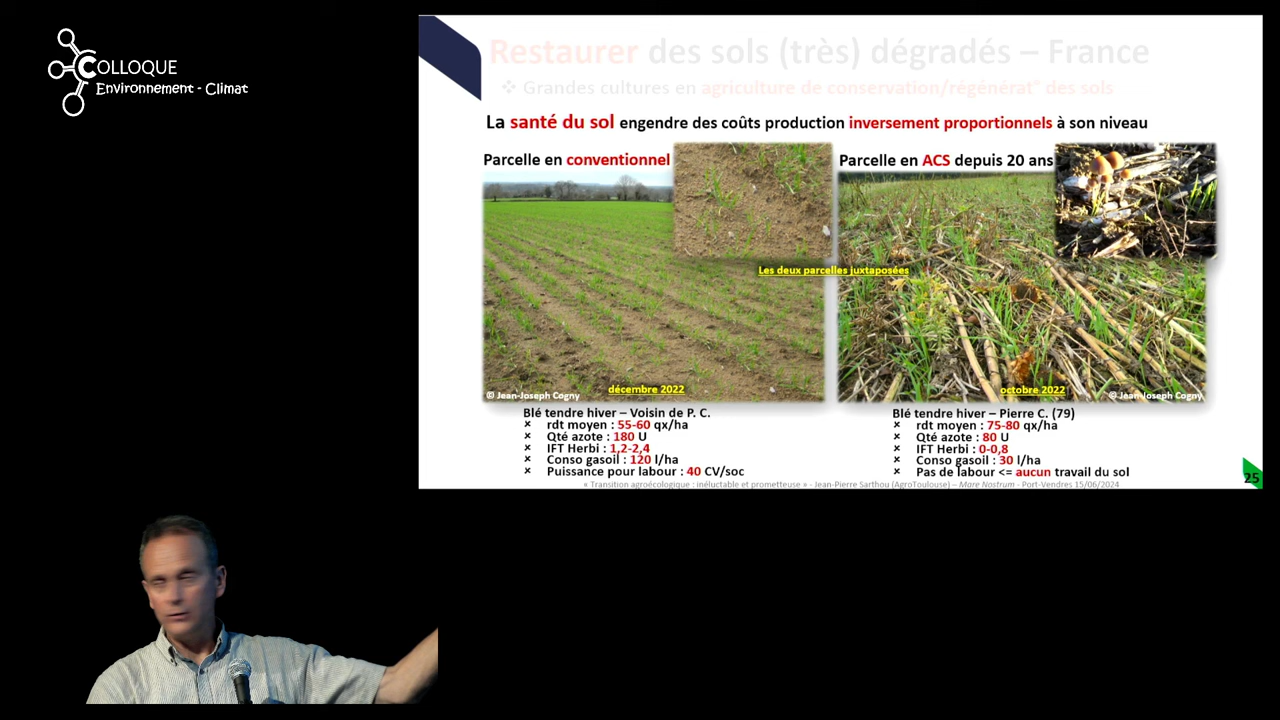 COLLOQUE
Environnement - Climat
Restaurer des sols (très) dégradés – France
❖ Grandes cultures en agriculture de conservation/régénérat° des sols
La santé du sol engendre des coûts production inversement proportionnels à son niveau
Parcelle en conventionnel
Parcelle en ACS depuis 20 ans
Les deux parcelles juxtaposées
décembre 2022
© Jean-Joseph Cogny
octobre 2022
© Jean-Joseph Cogny
Blé tendre hiver – Voisin de P. C.
× rdt moyen : 55-60 qx/ha
× Qté azote : 180 U
× IFT Herbi : 1,2-2,4
× Conso gasoil : 120 l/ha
× Puissance pour labour : 40 CV/soc
Blé tendre hiver – Pierre C. (79)
× rdt moyen : 75-80 qx/ha
× Qté azote : 80 U
× IFT Herbi : 0-0,8
× Conso gasoil : 30 l/ha
× Pas de labour <= aucun travail du sol
« Transition agroécologique : inéluctable et prometteuse » - Jean-Pierre Sarthou (AgroToulouse) – Mare Nostrum - Port-Vendres 15/06/2024
25